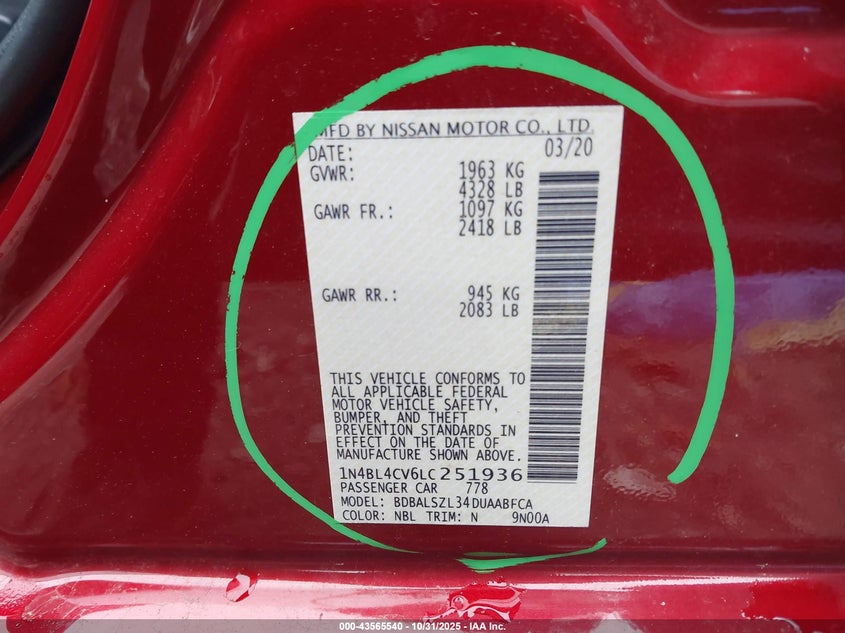 MFD BY NISSAN MOTOR CO., LTD.
DATE: 03/20
GVWR: 1963 KG
4328 LB
GAWR FR.: 1097 KG
2418 LB
GAWR RR.: 945 KG
2083 LB
THIS VEHICLE CONFORMS TO
ALL APPLICABLE FEDERAL
MOTOR VEHICLE SAFETY,
BUMPER, AND THEFT
PREVENTION STANDARDS IN
EFFECT ON THE DATE OF
MANUFACTURE SHOWN ABOVE.
1N4BL4CV6LC251936
PASSENGER CAR 778
MODEL: BDBALSZL34DUAABFCA
COLOR: NBL TRIM: N 9N00A
000-43565540 - 10/31/2025 - IAA Inc.